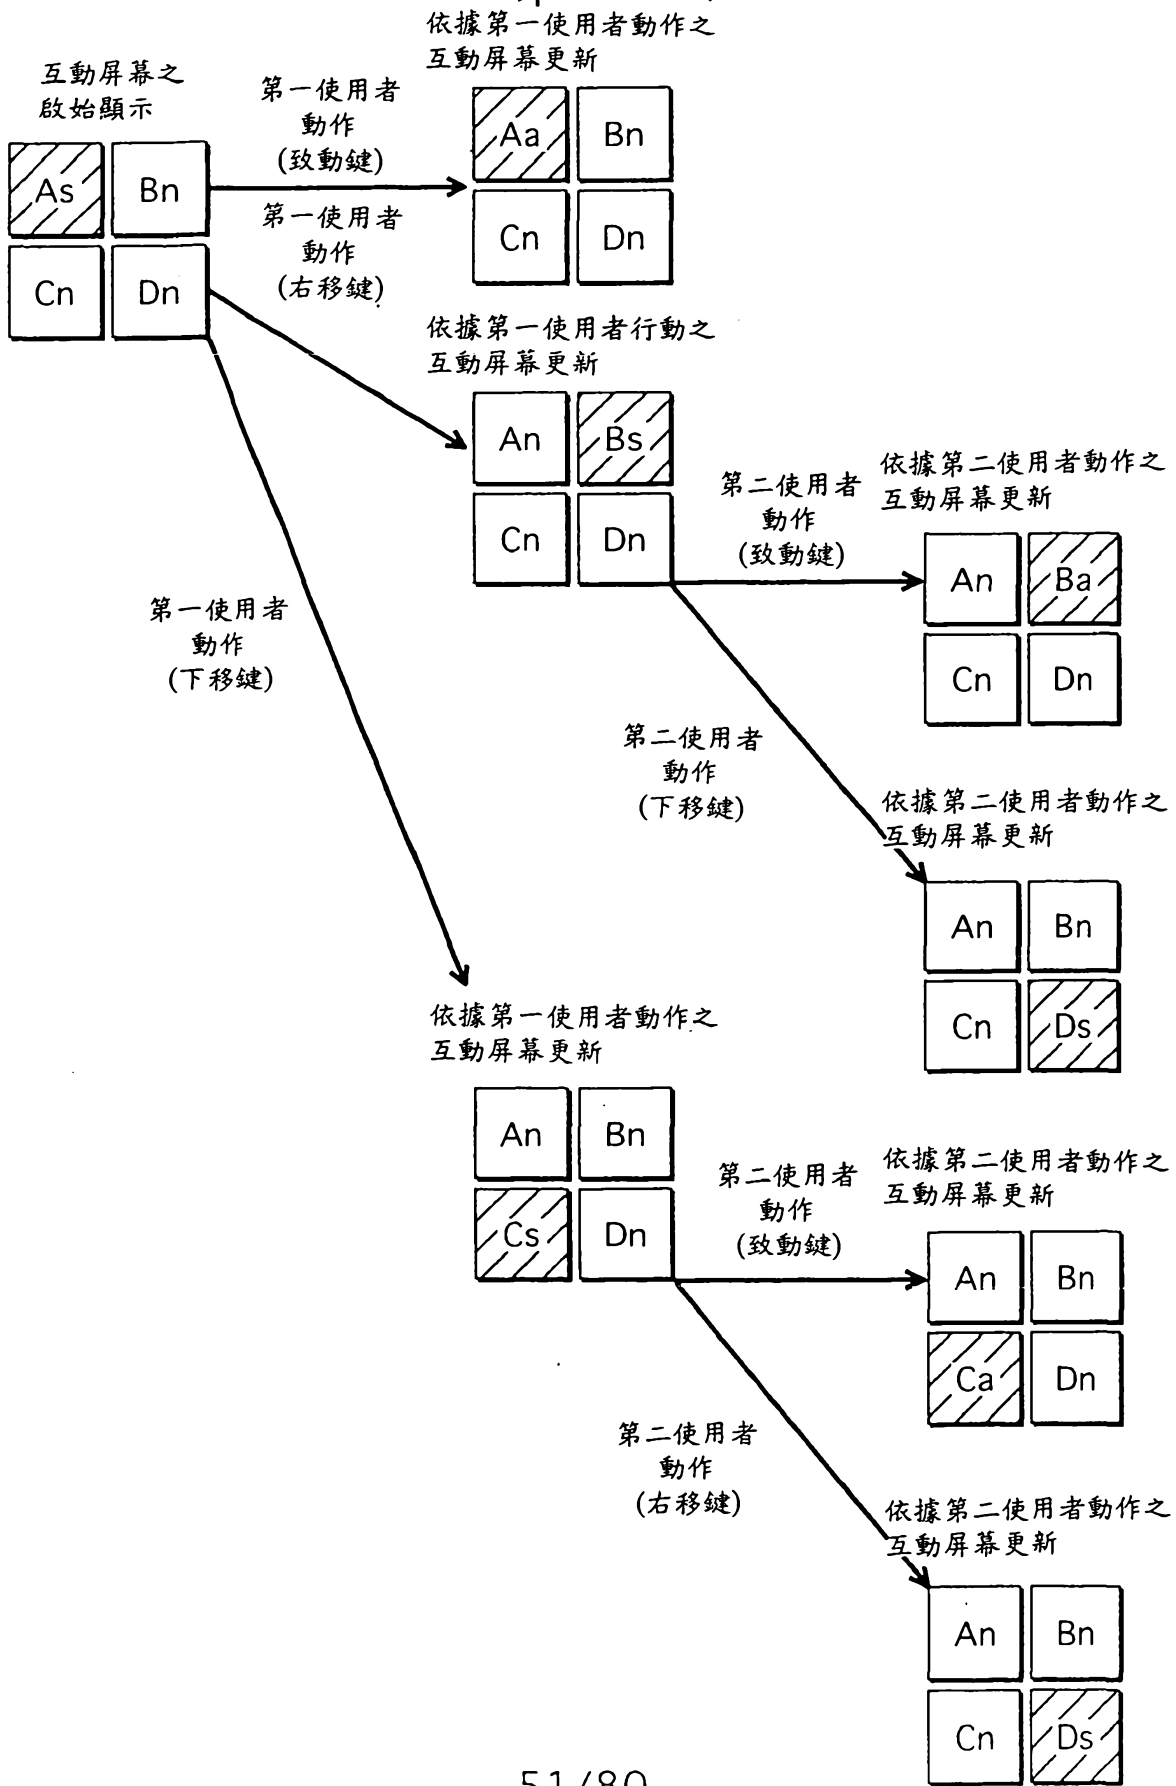 依據第一使用者動作之
互動屏幕更新
互動屏幕之
啟始顯示
第一使用者
動作
(致動鍵)
Aa Bn
As Bn
第一使用者
動作
(右移鍵)
Cn Dn
Cn Dn
依據第一使用者行動之
互動屏幕更新
An Bs
Cn Dn
第二使用者
動作
(致動鍵)
依據第二使用者動作之
互動屏幕更新
An Ba
Cn Dn
第一使用者
動作
(下移鍵)
第二使用者
動作
(下移鍵)
依據第二使用者動作之
互動屏幕更新
An Bn
Cn Ds
依據第一使用者動作之
互動屏幕更新
An Bn
Cs Dn
第二使用者
動作
(致動鍵)
依據第二使用者動作之
互動屏幕更新
An Bn
Ca Dn
第二使用者
動作
(右移鍵)
依據第二使用者動作之
互動屏幕更新
An Bn
Cn Ds
51/80